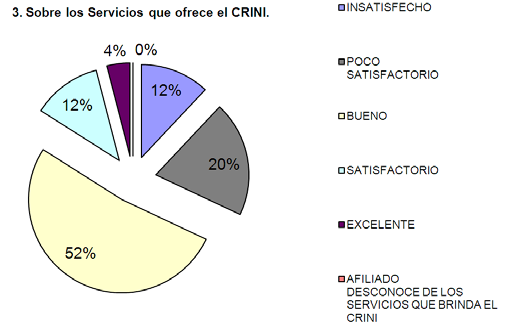 3. Sobre los Servicios que ofrece el CRINI.
INSATISFECHO
POCO
SATISFACTORIO
BUENO
SATISFACTORIO
EXCELENTE
AFILIADO
DESCONOCE DE LOS
SERVICIOS QUE BRINDA EL
CRINI
4%
0%
12%
12%
20%
52%